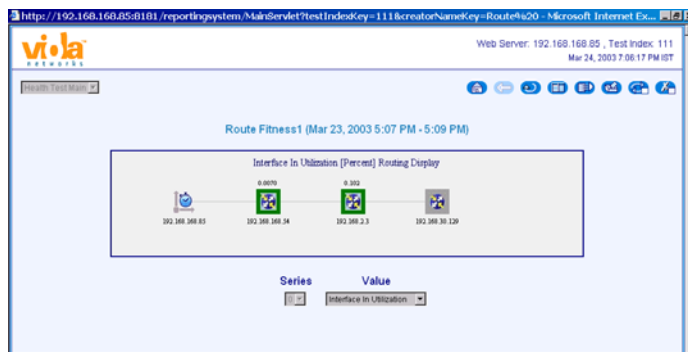 http://192.168.168.85:8181/reportingsystem/MainServlet?testIndexKey=111&creatorNameKey=Route%20 - Microsoft Internet Ex...
viola
networks
Web Server: 192.168.168.85 , Test Index: 111
Mar 24, 2003 7:06:17 PM IST
Health Test Main
Route Fitness1 (Mar 23, 2003 5:07 PM - 5:09 PM)
Interface In Utilization [Percent] Routing Display
0.0070 0.102
192.168.168.85 192.168.168.34 192.168.2.3 192.168.30.129
Series Value
0 Interface In Utilization